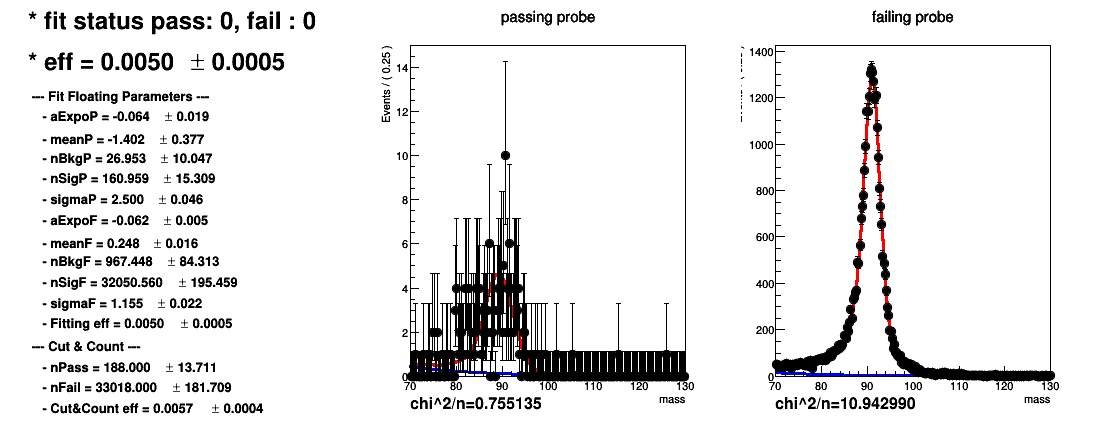 * fit status pass: 0, fail : 0
* eff = 0.0050 ± 0.0005
--- Fit Floating Parameters ---
- aExpoP = -0.064 ± 0.019
- meanP = -1.402 ± 0.377
- nBkgP = 26.953 ± 10.047
- nSigP = 160.959 ± 15.309
- sigmaP = 2.500 ± 0.046
- aExpoF = -0.062 ± 0.005
- meanF = 0.248 ± 0.016
- nBkgF = 967.448 ± 84.313
- nSigF = 32050.560 ± 195.459
- sigmaF = 1.155 ± 0.022
- Fitting eff = 0.0050 ± 0.0005
--- Cut & Count ---
- nPass = 188.000 ± 13.711
- nFail = 33018.000 ± 181.709
- Cut&Count eff = 0.0057 ± 0.0004
passing probe
Events / ( 0.25 )
14
12
10
8
6
4
2
0
70 80 90 100 110 120 130
mass
chi^2/n=0.755135
failing probe
1400
1200
1000
800
600
400
200
0
70 80 90 100 110 120 130
mass
chi^2/n=10.942990